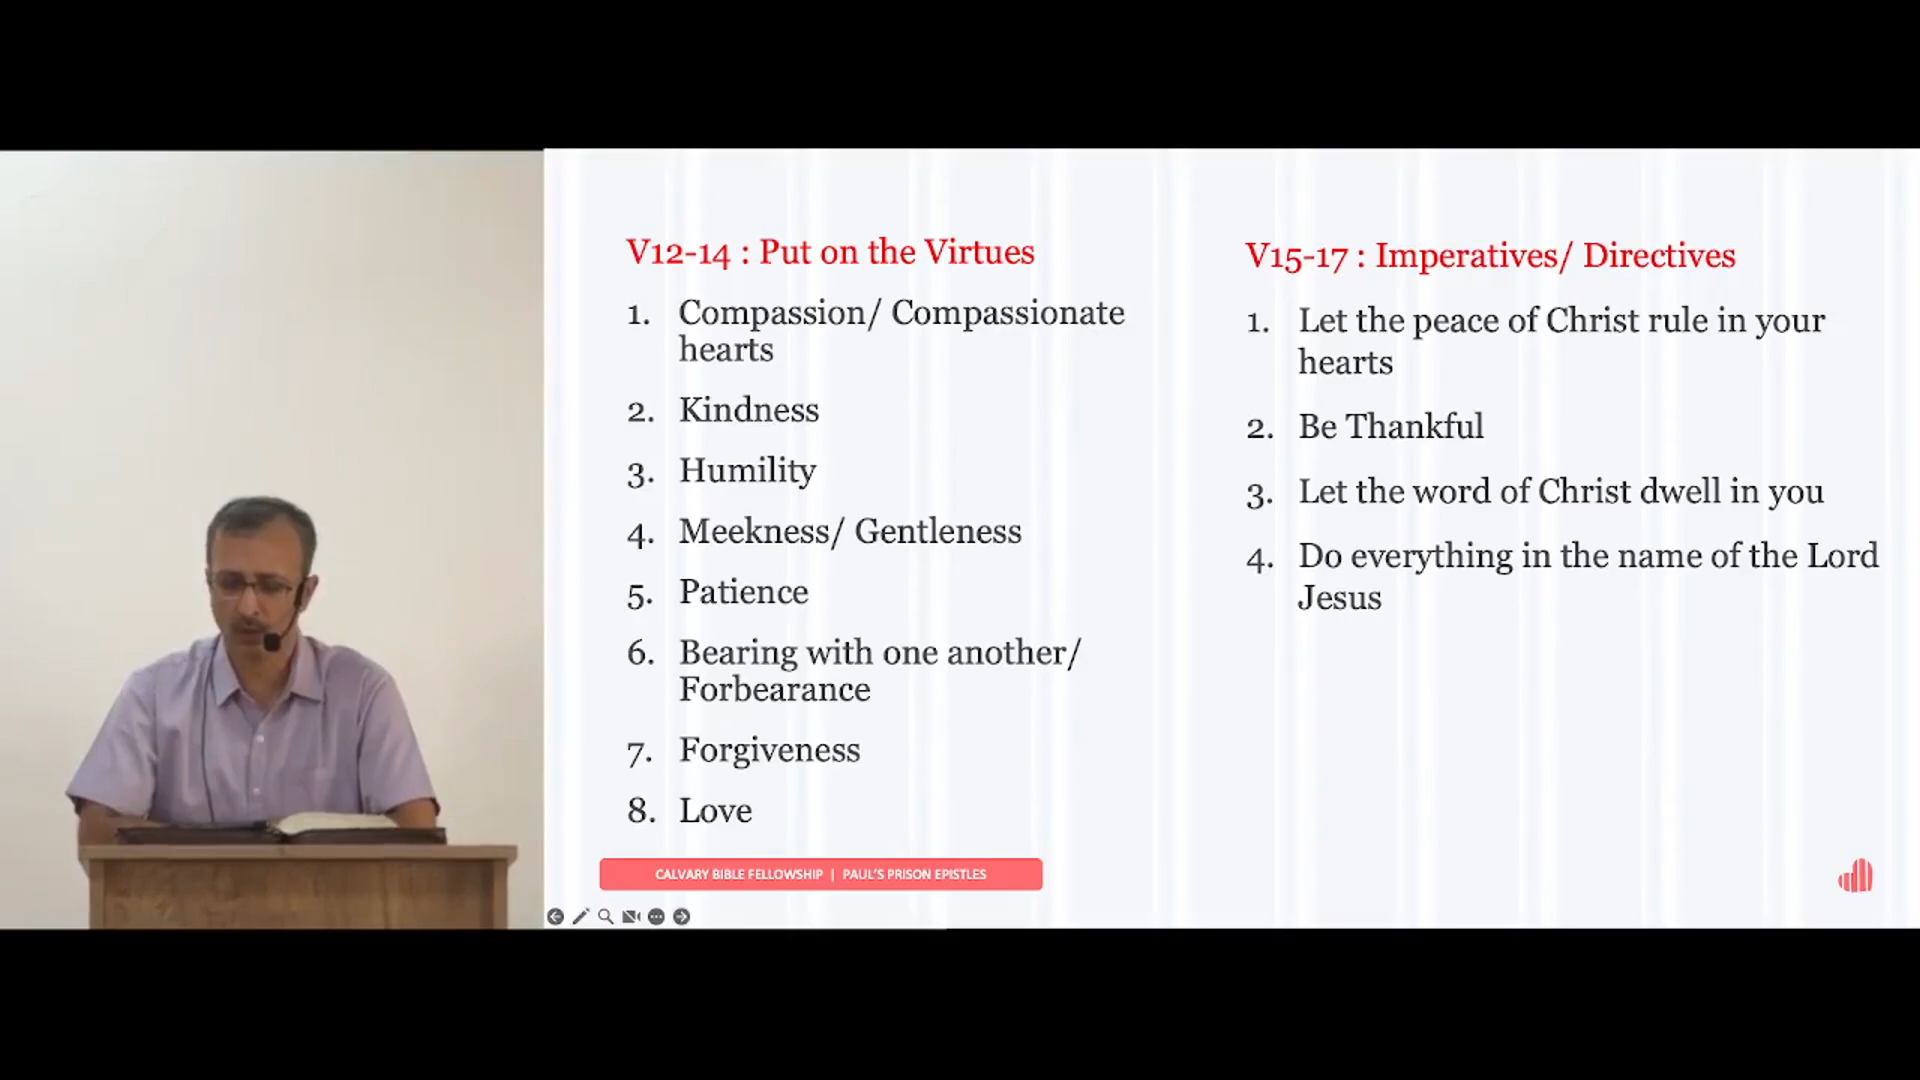 V12-14 : Put on the Virtues
1. Compassion/ Compassionate
hearts
2. Kindness
3. Humility
4. Meekness/ Gentleness
5. Patience
6. Bearing with one another/
Forbearance
7. Forgiveness
8. Love
V15-17 : Imperatives/ Directives
1. Let the peace of Christ rule in your
hearts
2. Be Thankful
3. Let the word of Christ dwell in you
4. Do everything in the name of the Lord
Jesus
CALVARY BIBLE FELLOWSHIP | PAUL'S PRISON EPISTLES